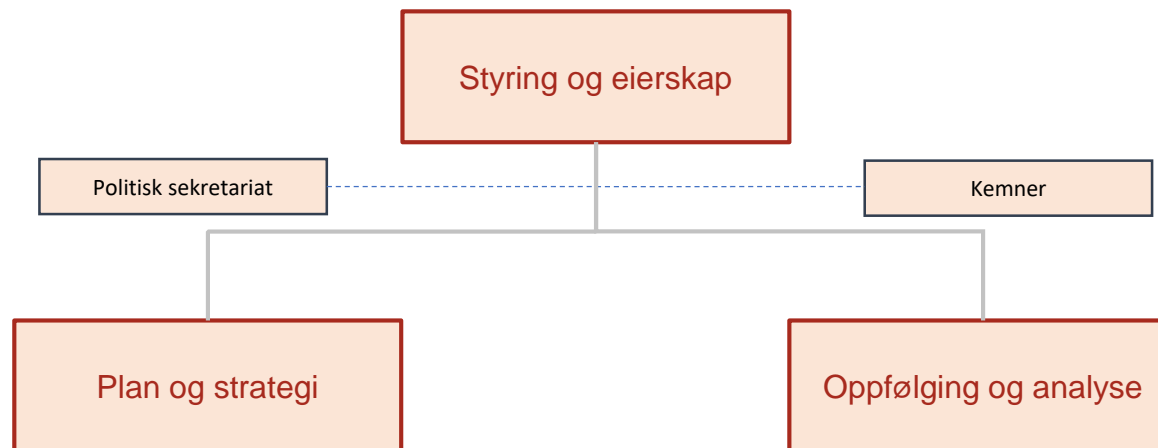 Styring og eierskap
Politisk sekretariat
Kemner
Plan og strategi
Oppfølging og analyse